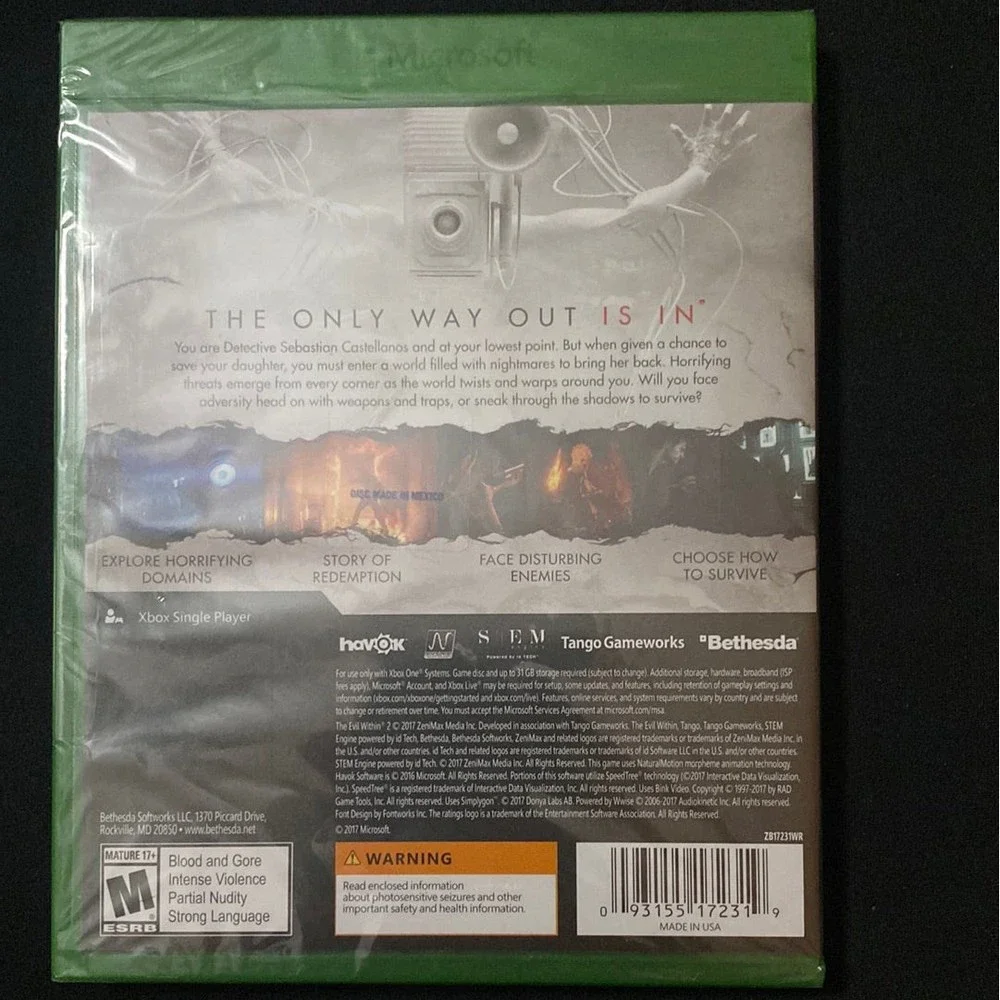 Microsoft
THE ONLY WAY OUT IS IN®
You are Detective Sebastian Castellanos and at your lowest point. But when given a chance to
save your daughter, you must enter a world filled with nightmares to bring her back. Horrifying
threats emerge from every corner as the world twists and warps around you. Will you face
adversity head on with weapons and traps, or sneak through the shadows to survive?
DISC MADE IN MEXICO
EXPLORE HORRIFYING
DOMAINS
STORY OF
REDEMPTION
FACE DISTURBING
ENEMIES
CHOOSE HOW
TO SURVIVE
Xbox Single Player
havok
STEM
Tango Gameworks
Bethesda
For use only with Xbox One® Systems. Game disc and up to 31 GB storage required (subject to change). Additional storage, hardware, broadband (ISP
fees apply), Microsoft® Account, and Xbox Live® may be required for setup, some updates, and features, including retention of gameplay settings and
information (xbox.com/xboxone/gettingstarted and xbox.com/live). Features, online services, and system requirements vary by country and are subject
to change or retirement over time. You must accept the Microsoft Services Agreement at microsoft.com/msa.
The Evil Within® 2 © 2017 ZeniMax Media Inc. Developed in association with Tango Gameworks. The Evil Within, Tango, Tango Gameworks, STEM
Engine powered by id Tech, Bethesda, Bethesda Softworks, ZeniMax and related logos are registered trademarks or trademarks of ZeniMax Media Inc. in
the U.S. and/or other countries. id Tech and related logos are registered trademarks or trademarks of id Software LLC in the U.S. and/or other countries.
STEM Engine powered by id Tech. © 2017 ZeniMax Media Inc. All Rights Reserved. This game uses NaturalMotion morpheme animation technology.
Havok Software is © 2016 Microsoft. All Rights Reserved. Portions of this software utilize SpeedTree® technology (©2017 Interactive Data Visualization,
Inc.). SpeedTree® is a registered trademark of Interactive Data Visualization, Inc. All rights reserved. Uses Bink Video. Copyright © 1997-2017 by RAD
Game Tools, Inc. All rights reserved. Uses Simplygon™. © 2017 Donya Labs AB. Powered by Wwise © 2006-2017 Audiokinetic Inc. All rights reserved.
Font Design by Fontworks Inc. The ratings logo is a trademark of the Entertainment Software Association. All Rights Reserved.
© 2017 Microsoft.
Bethesda Softworks LLC, 1370 Piccard Drive,
Rockville, MD 20850 • www.bethesda.net
ZB17231WR
MATURE 17+
M
ESRB
Blood and Gore
Intense Violence
Partial Nudity
Strong Language
WARNING
Read enclosed information
about photosensitive seizures and other
important safety and health information.
0 93155 17231 9
MADE IN USA